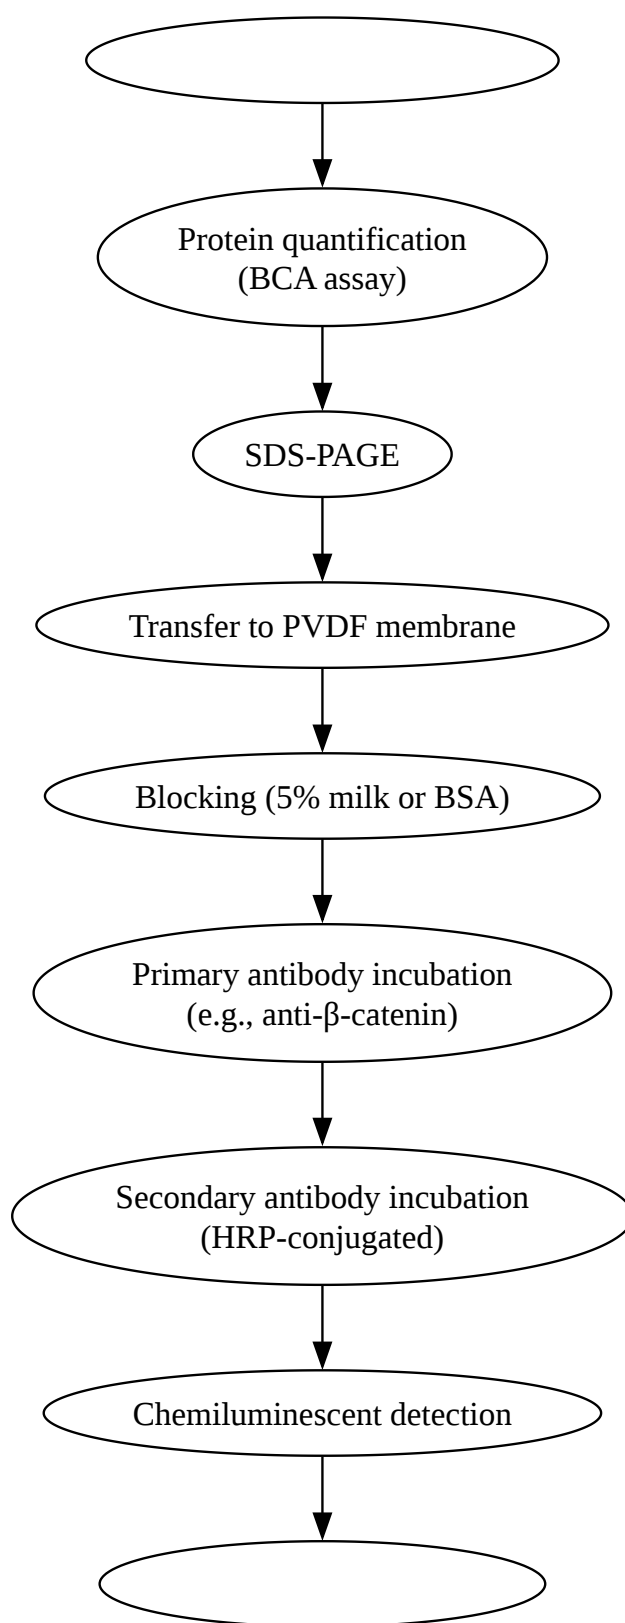 Protein quantification
(BCA assay)
SDS-PAGE
Transfer to PVDF membrane
Blocking (5% milk or BSA)
Primary antibody incubation
(e.g., anti-β-catenin)
Secondary antibody incubation
(HRP-conjugated)
Chemiluminescent detection